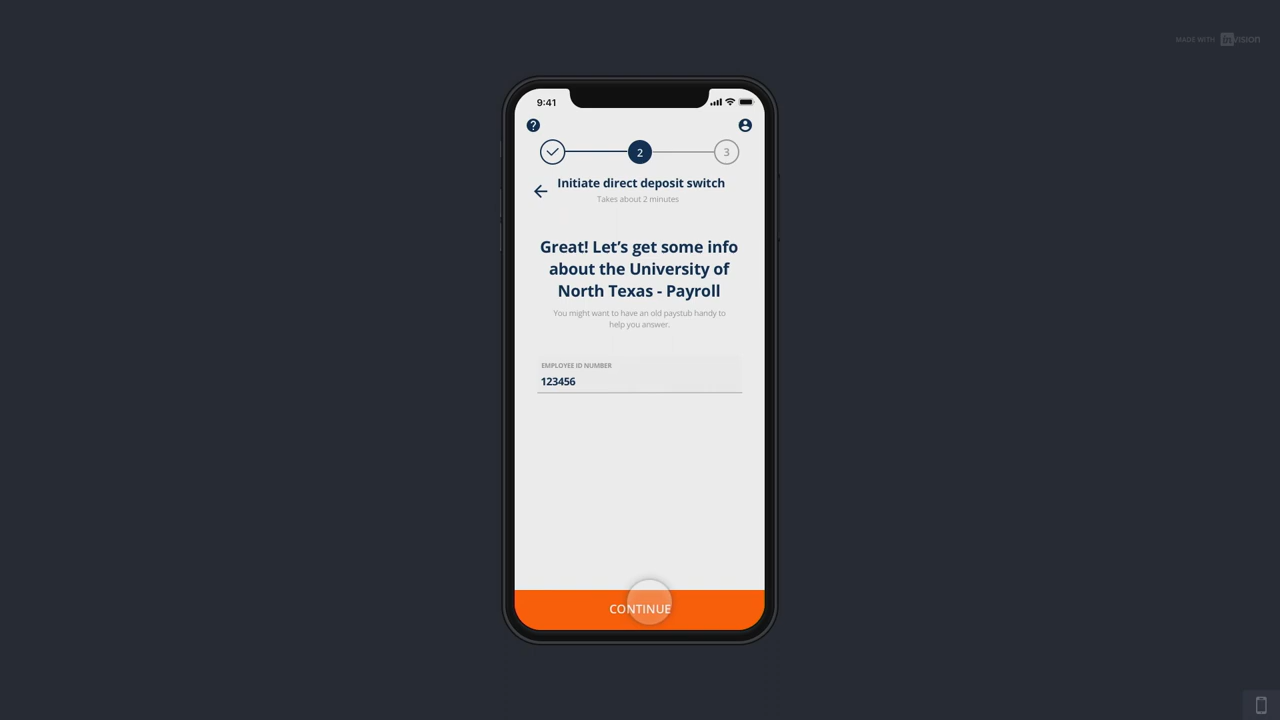 MADE WITH inVISION
9:41
?
2
3
Initiate direct deposit switch
Takes about 2 minutes
Great! Let’s get some info
about the University of
North Texas - Payroll
You might want to have an old paystub handy to
help you answer.
EMPLOYEE ID NUMBER
123456
CONTINUE